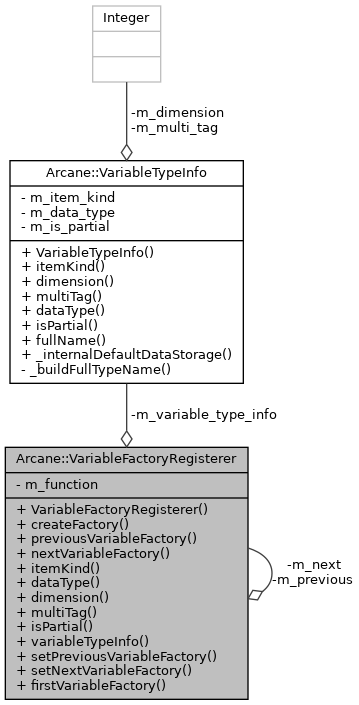 Integer
-m_dimension
-m_multi_tag
Arcane::VariableTypeInfo
- m_item_kind
- m_data_type
- m_is_partial
+ VariableTypeInfo()
+ itemKind()
+ dimension()
+ multiTag()
+ dataType()
+ isPartial()
+ fullName()
+ _internalDefaultDataStorage()
- _buildFullTypeName()
-m_variable_type_info
Arcane::VariableFactoryRegisterer
- m_function
+ VariableFactoryRegisterer()
+ createFactory()
+ previousVariableFactory()
+ nextVariableFactory()
+ itemKind()
+ dataType()
+ dimension()
+ multiTag()
+ isPartial()
+ variableTypeInfo()
+ setPreviousVariableFactory()
+ setNextVariableFactory()
+ firstVariableFactory()
-m_next
-m_previous